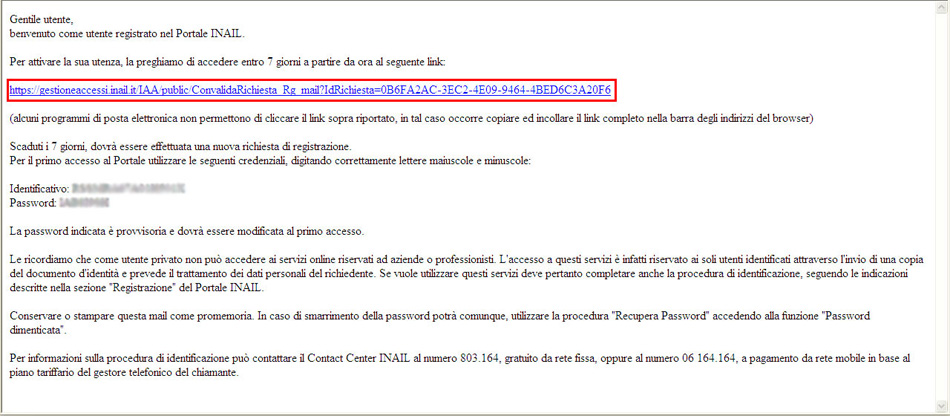 Gentile utente,
benvenuto come utente registrato nel Portale INAIL.
Per attivare la sua utenza, la preghiamo di accedere entro 7 giorni a partire da ora al seguente link:
https://gestioneaccessi.inail.it/IAA/public/ConvalidaRichiesta_Rg_mail?IdRichiesta=0B6FA2AC-3EC2-4E09-9464-4BED6C3A20F6
(alcuni programmi di posta elettronica non permettono di cliccare il link sopra riportato, in tal caso occorre copiare ed incollare il link completo nella barra degli indirizzi del browser)
Scaduti i 7 giorni, dovrà essere effettuata una nuova richiesta di registrazione.
Per il primo accesso al Portale utilizzare le seguenti credenziali, digitando correttamente lettere maiuscole e minuscole:
Identificativo:
Password:
La password indicata è provvisoria e dovrà essere modificata al primo accesso.
Le ricordiamo che come utente privato non può accedere ai servizi online riservati ad aziende o professionisti. L'accesso a questi servizi è infatti riservato ai soli utenti identificati attraverso l'invio di una copia
del documento d'identità e prevede il trattamento dei dati personali del richiedente. Se vuole utilizzare questi servizi deve pertanto completare anche la procedura di identificazione, seguendo le indicazioni
descritte nella sezione "Registrazione" del Portale INAIL.
Conservare o stampare questa mail come promemoria. In caso di smarrimento della password potrà comunque, utilizzare la procedura "Recupera Password" accedendo alla funzione "Password
dimenticata".
Per informazioni sulla procedura di identificazione può contattare il Contact Center INAIL al numero 803.164, gratuito da rete fissa, oppure al numero 06 164.164, a pagamento da rete mobile in base al
piano tariffario del gestore telefonico del chiamante.